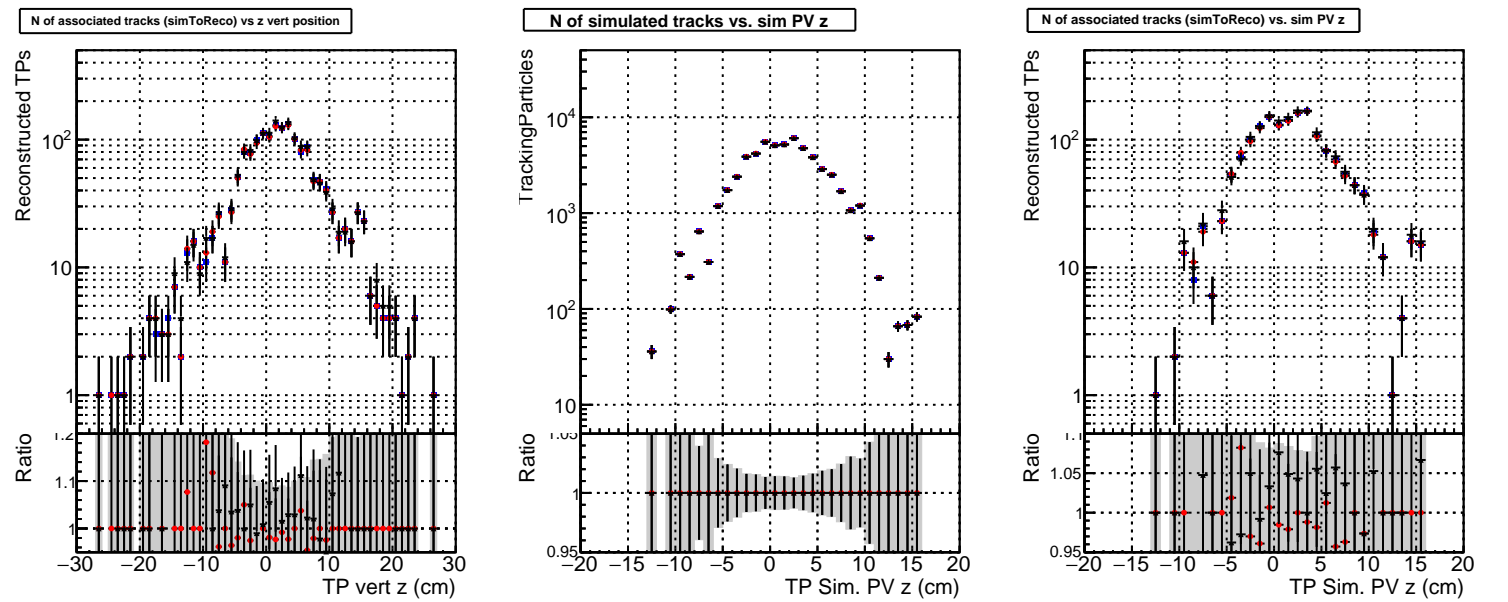 N of associated tracks (simToReco) vs z vert position
Reconstructed TPs
10²
10
1
Ratio
1.2
1.1
1
−30 −20 −10 0 10 20 30
TP vert z (cm)
N of simulated tracks vs. sim PV z
TrackingParticles
10⁴
10³
10²
10
Ratio
1.05
1
0.95
−20 −15 −10 −5 0 5 10 15 20
TP Sim. PV z (cm)
N of associated tracks (simToReco) vs. sim PV z
Reconstructed TPs
10²
10
1
Ratio
1.1
1.05
1
0.95
−20 −15 −10 −5 0 5 10 15 20
TP Sim. PV z (cm)